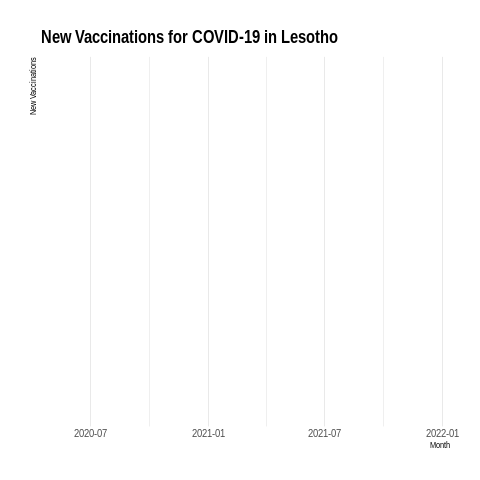 New Vaccinations for COVID-19 in Lesotho
New Vaccinations
2020-07 2021-01 2021-07 2022-01
Month